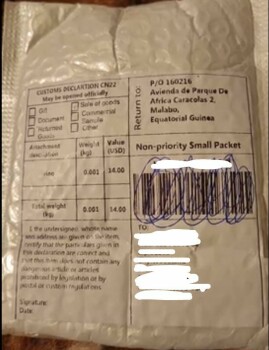 CUSTOMS DECLARTION CN22
May be opened officially
Gift
Document
Returned Goods
Sale of goods
Commercial Sample
Other
Return to:
P/O 160216
Avienda de Parque De
Africa Caracolas 2,
Malabo,
Equatorial Guinea
Attachment description
Weight (kg)
Value (USD)
Non-priority Small Packet
0.001
14.00
Total weight (kg)
0.001
14.00
I, the undersigned, whose name
and address are given on the item,
certify that the particulars given in
this declaration are correct and
that this item does not contain any
dangerous article or articles
prohibited by legislation or by
postal or custom regulations.
Signature:
Date:
TO: